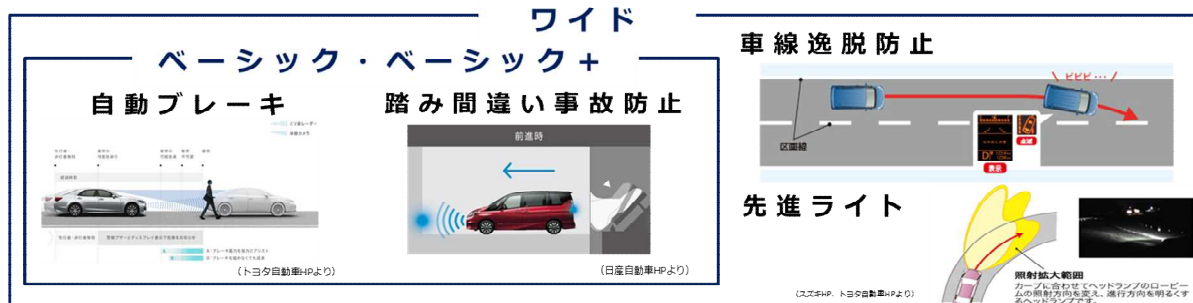 ワイド
ベーシック・ベーシック+
自動ブレーキ
踏み間違い事故防止
前進時
(トヨタ自動車HPより)
(日産自動車HPより)
車線逸脱防止
ピピピ…
区画線
表示
点滅
先進ライト
照射拡大範囲
カーブに合わせてヘッドランプのロービー
ムの照射方向を変え、進行方向を明るくす
るヘッドランプです。
(スズキHP、トヨタ自動車HPより)